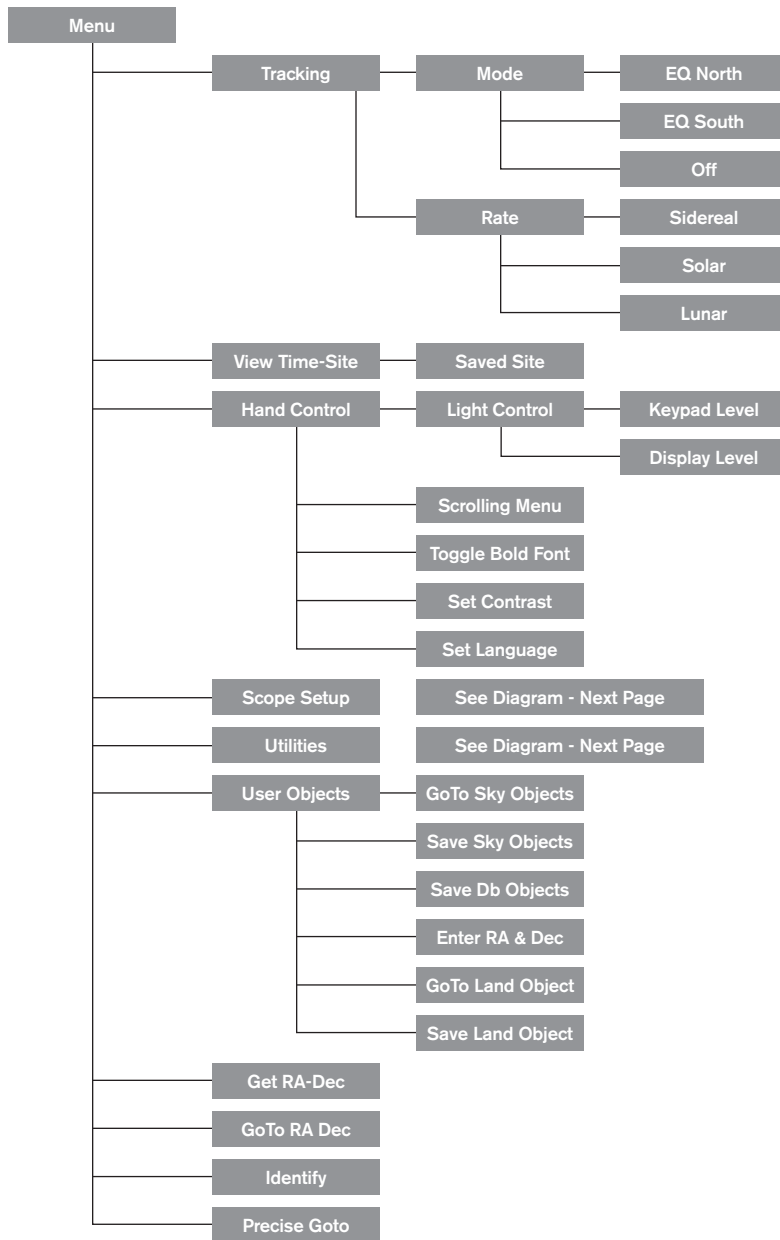 Menu
Tracking
Mode
EQ North
EQ South
Off
Rate
Sidereal
Solar
Lunar
View Time-Site
Saved Site
Hand Control
Light Control
Keypad Level
Display Level
Scrolling Menu
Toggle Bold Font
Set Contrast
Set Language
Scope Setup
See Diagram - Next Page
Utilities
See Diagram - Next Page
User Objects
GoTo Sky Objects
Save Sky Objects
Save Db Objects
Enter RA & Dec
GoTo Land Object
Save Land Object
Get RA-Dec
GoTo RA Dec
Identify
Precise Goto